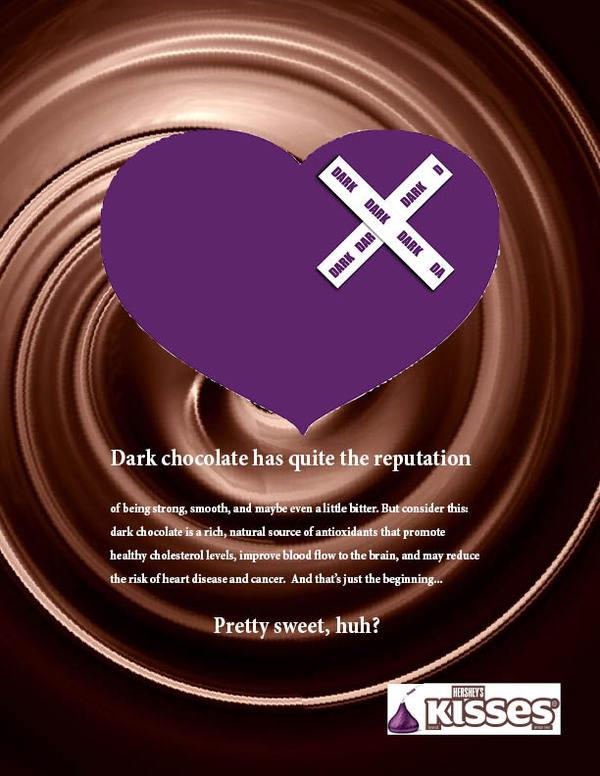 DARK DARK DARK DA
DARK DAR DARK D
Dark chocolate has quite the reputation
of being strong, smooth, and maybe even a little bitter. But consider this:
dark chocolate is a rich, natural source of antioxidants that promote
healthy cholesterol levels, improve blood flow to the brain, and may reduce
the risk of heart disease and cancer. And that's just the beginning...
Pretty sweet, huh?
HERSHEY'S
KISSES®